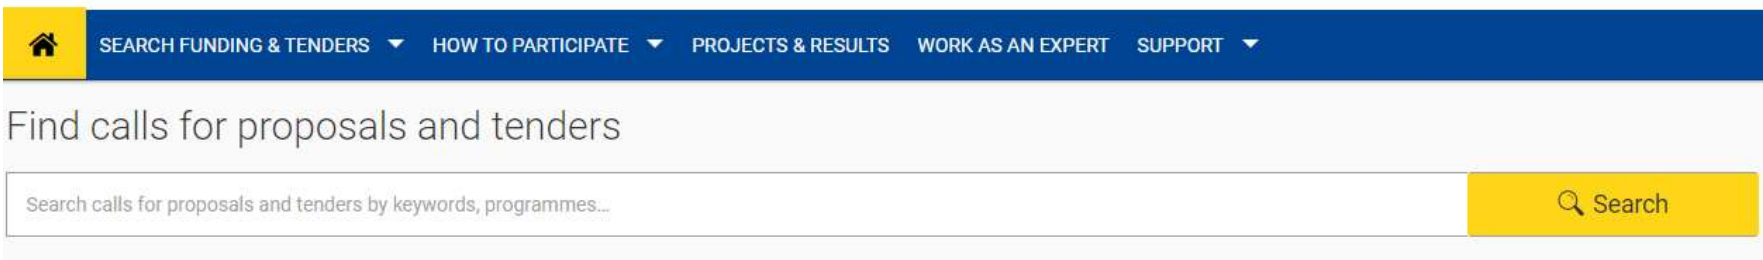 SEARCH FUNDING & TENDERS HOW TO PARTICIPATE PROJECTS & RESULTS WORK AS AN EXPERT SUPPORT
Find calls for proposals and tenders
Search calls for proposals and tenders by keywords, programmes... Search